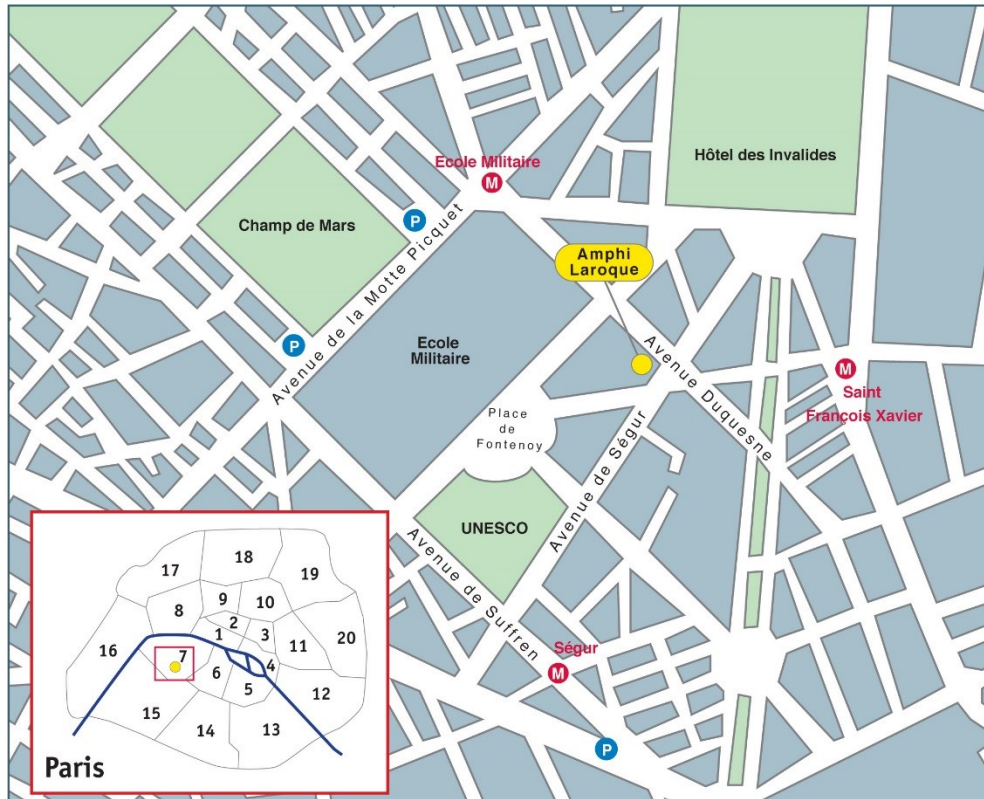 Ecole Militaire
M
Hôtel des Invalides
P
Champ de Mars
Avenue de la Motte Picquet
Amphi
Laroque
P
Ecole
Militaire
Avenue Duquesne
M
Saint
François Xavier
Place
de
Fontenoy
Avenue de Ségur
UNESCO
Avenue de Suffren
Ségur
M
P
17
18
19
8
9
10
2
1
3
11
20
16
7
6
4
5
12
15
14
13
Paris